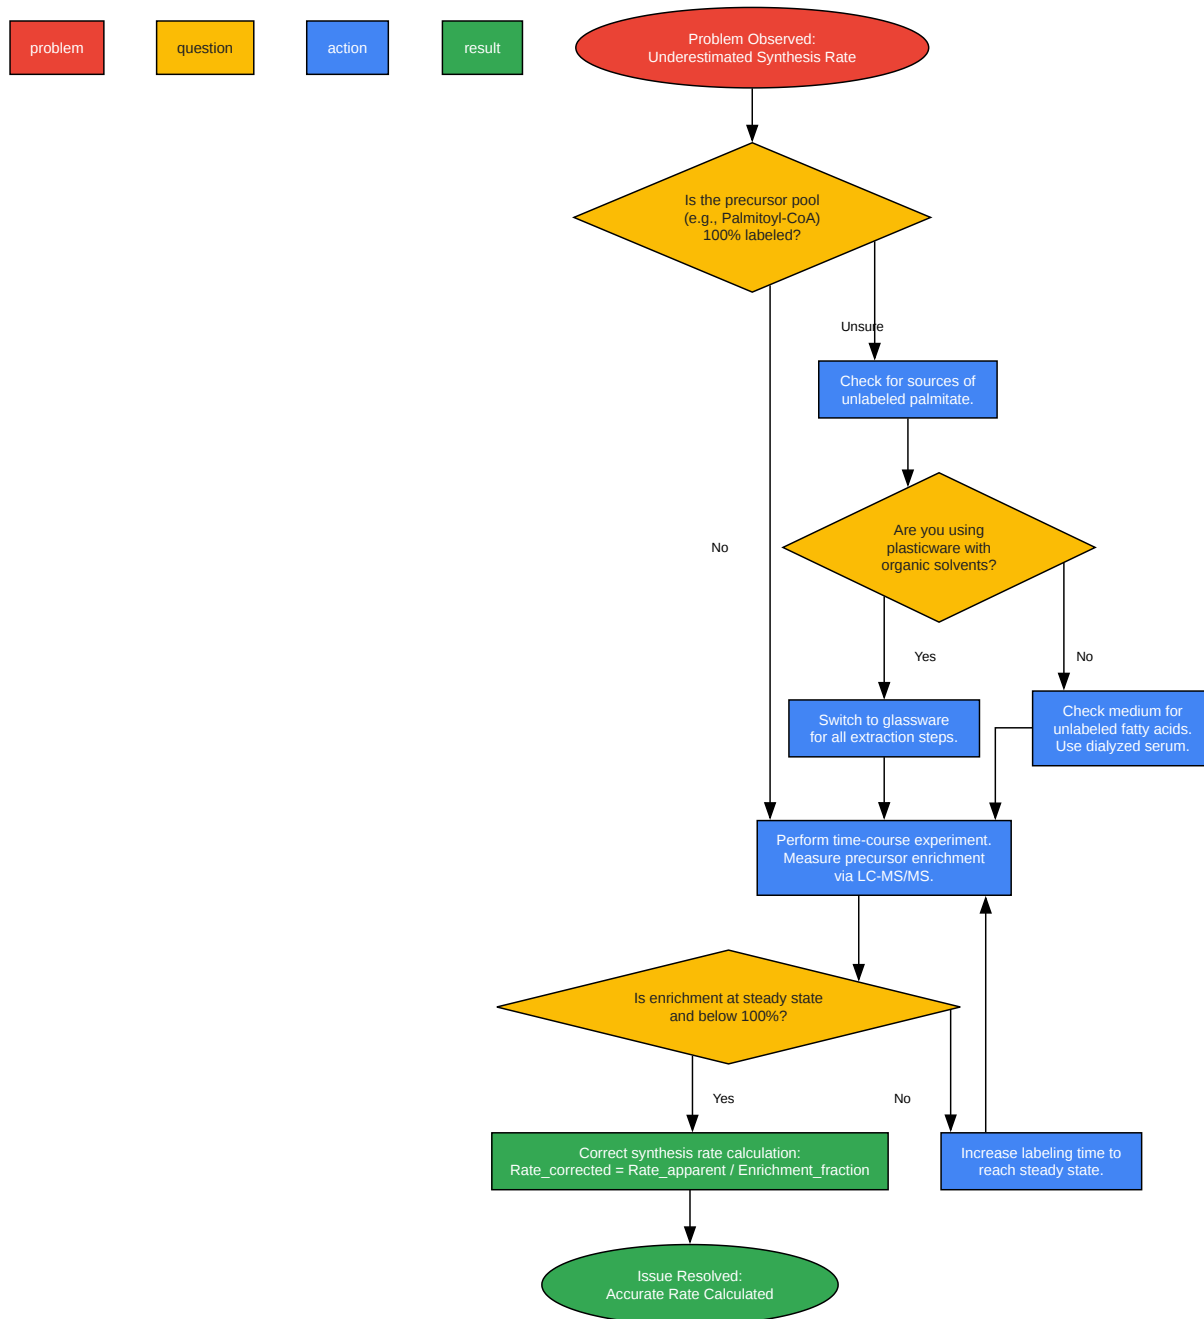 problem
question
action
result
Problem Observed:
Underestimated Synthesis Rate
Is the precursor pool
(e.g., Palmitoyl-CoA)
100% labeled?
Unsure
Check for sources of
unlabeled palmitate.
No
Are you using
plasticware with
organic solvents?
Yes
No
Switch to glassware
for all extraction steps.
Check medium for
unlabeled fatty acids.
Use dialyzed serum.
Perform time-course experiment.
Measure precursor enrichment
via LC-MS/MS.
Is enrichment at steady state
and below 100%?
Yes
No
Correct synthesis rate calculation:
Rate_corrected = Rate_apparent / Enrichment_fraction
Increase labeling time to
reach steady state.
Issue Resolved:
Accurate Rate Calculated